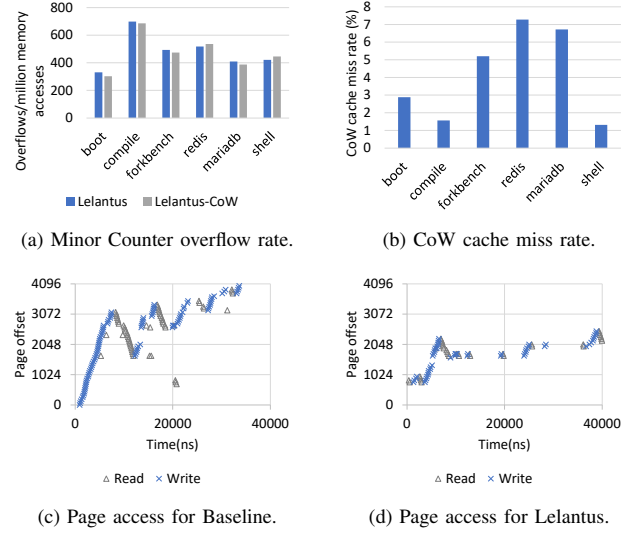 Overflows/million memory
accesses
800
600
400
200
0
boot
compile
forkbench
redis
mariadb
shell
Lelantus
Lelantus-CoW
(a) Minor Counter overflow rate.
CoW cache miss rate (%)
8
7
6
5
4
3
2
1
0
boot
compile
forkbench
redis
mariadb
shell
(b) CoW cache miss rate.
Page offset
4096
3072
2048
1024
0
0 20000 40000
Time(ns)
Read Write
(c) Page access for Baseline.
Page offset
4096
3072
2048
1024
0
0 20000 40000
Time(ns)
Read Write
(d) Page access for Lelantus.